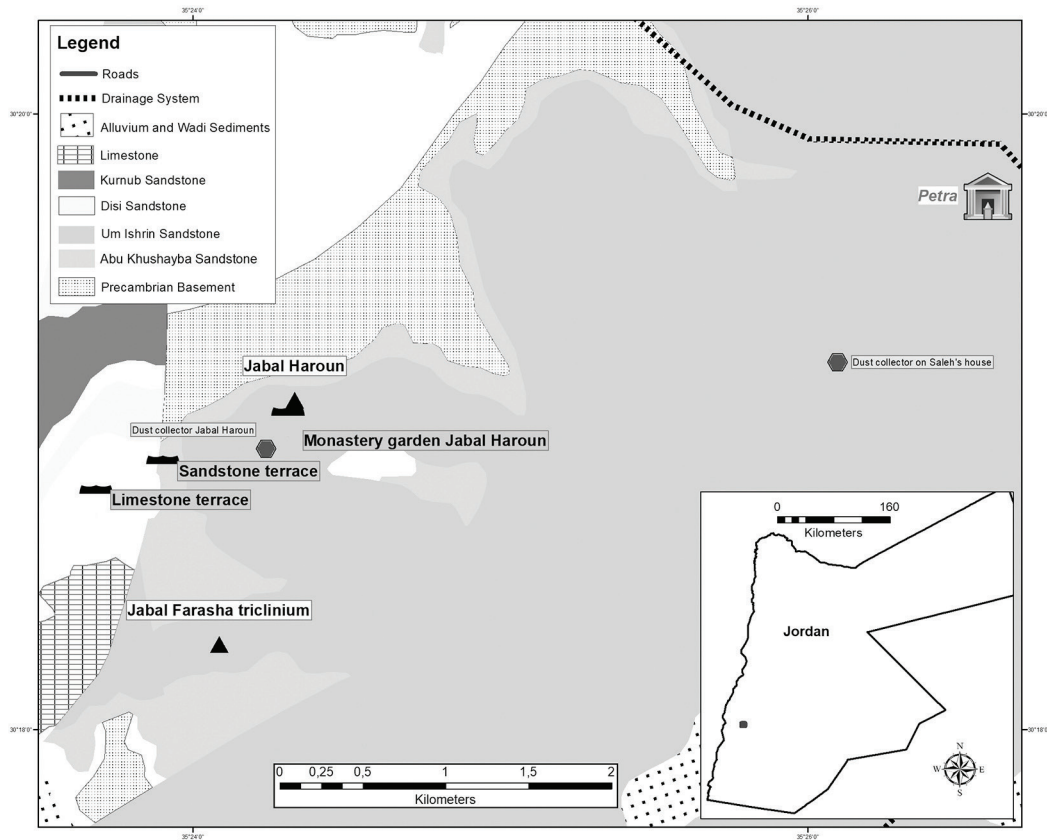 35°24'0"
35°26'0"
Legend
Roads
Drainage System
Alluvium and Wadi Sediments
Limestone
Kurnub Sandstone
Disi Sandstone
Um Ishrin Sandstone
Abu Khushayba Sandstone
Precambrian Basement
30°20'0"
30°20'0"
Petra
Jabal Haroun
Dust collector on Saleh's house
Dust collector Jabal Haroun
Monastery garden Jabal Haroun
Sandstone terrace
Limestone terrace
Jabal Farasha triclinium
0 160
Kilometers
Jordan
N
W E
S
30°18'0"
30°18'0"
0 0,25 0,5 1 1,5 2
Kilometers
35°24'0"
35°26'0"